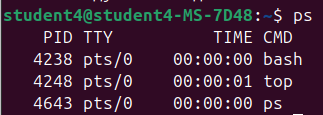 student4@student4-MS-7D48:~$ ps
PID TTY TIME CMD
4238 pts/0 00:00:00 bash
4248 pts/0 00:00:01 top
4643 pts/0 00:00:00 ps